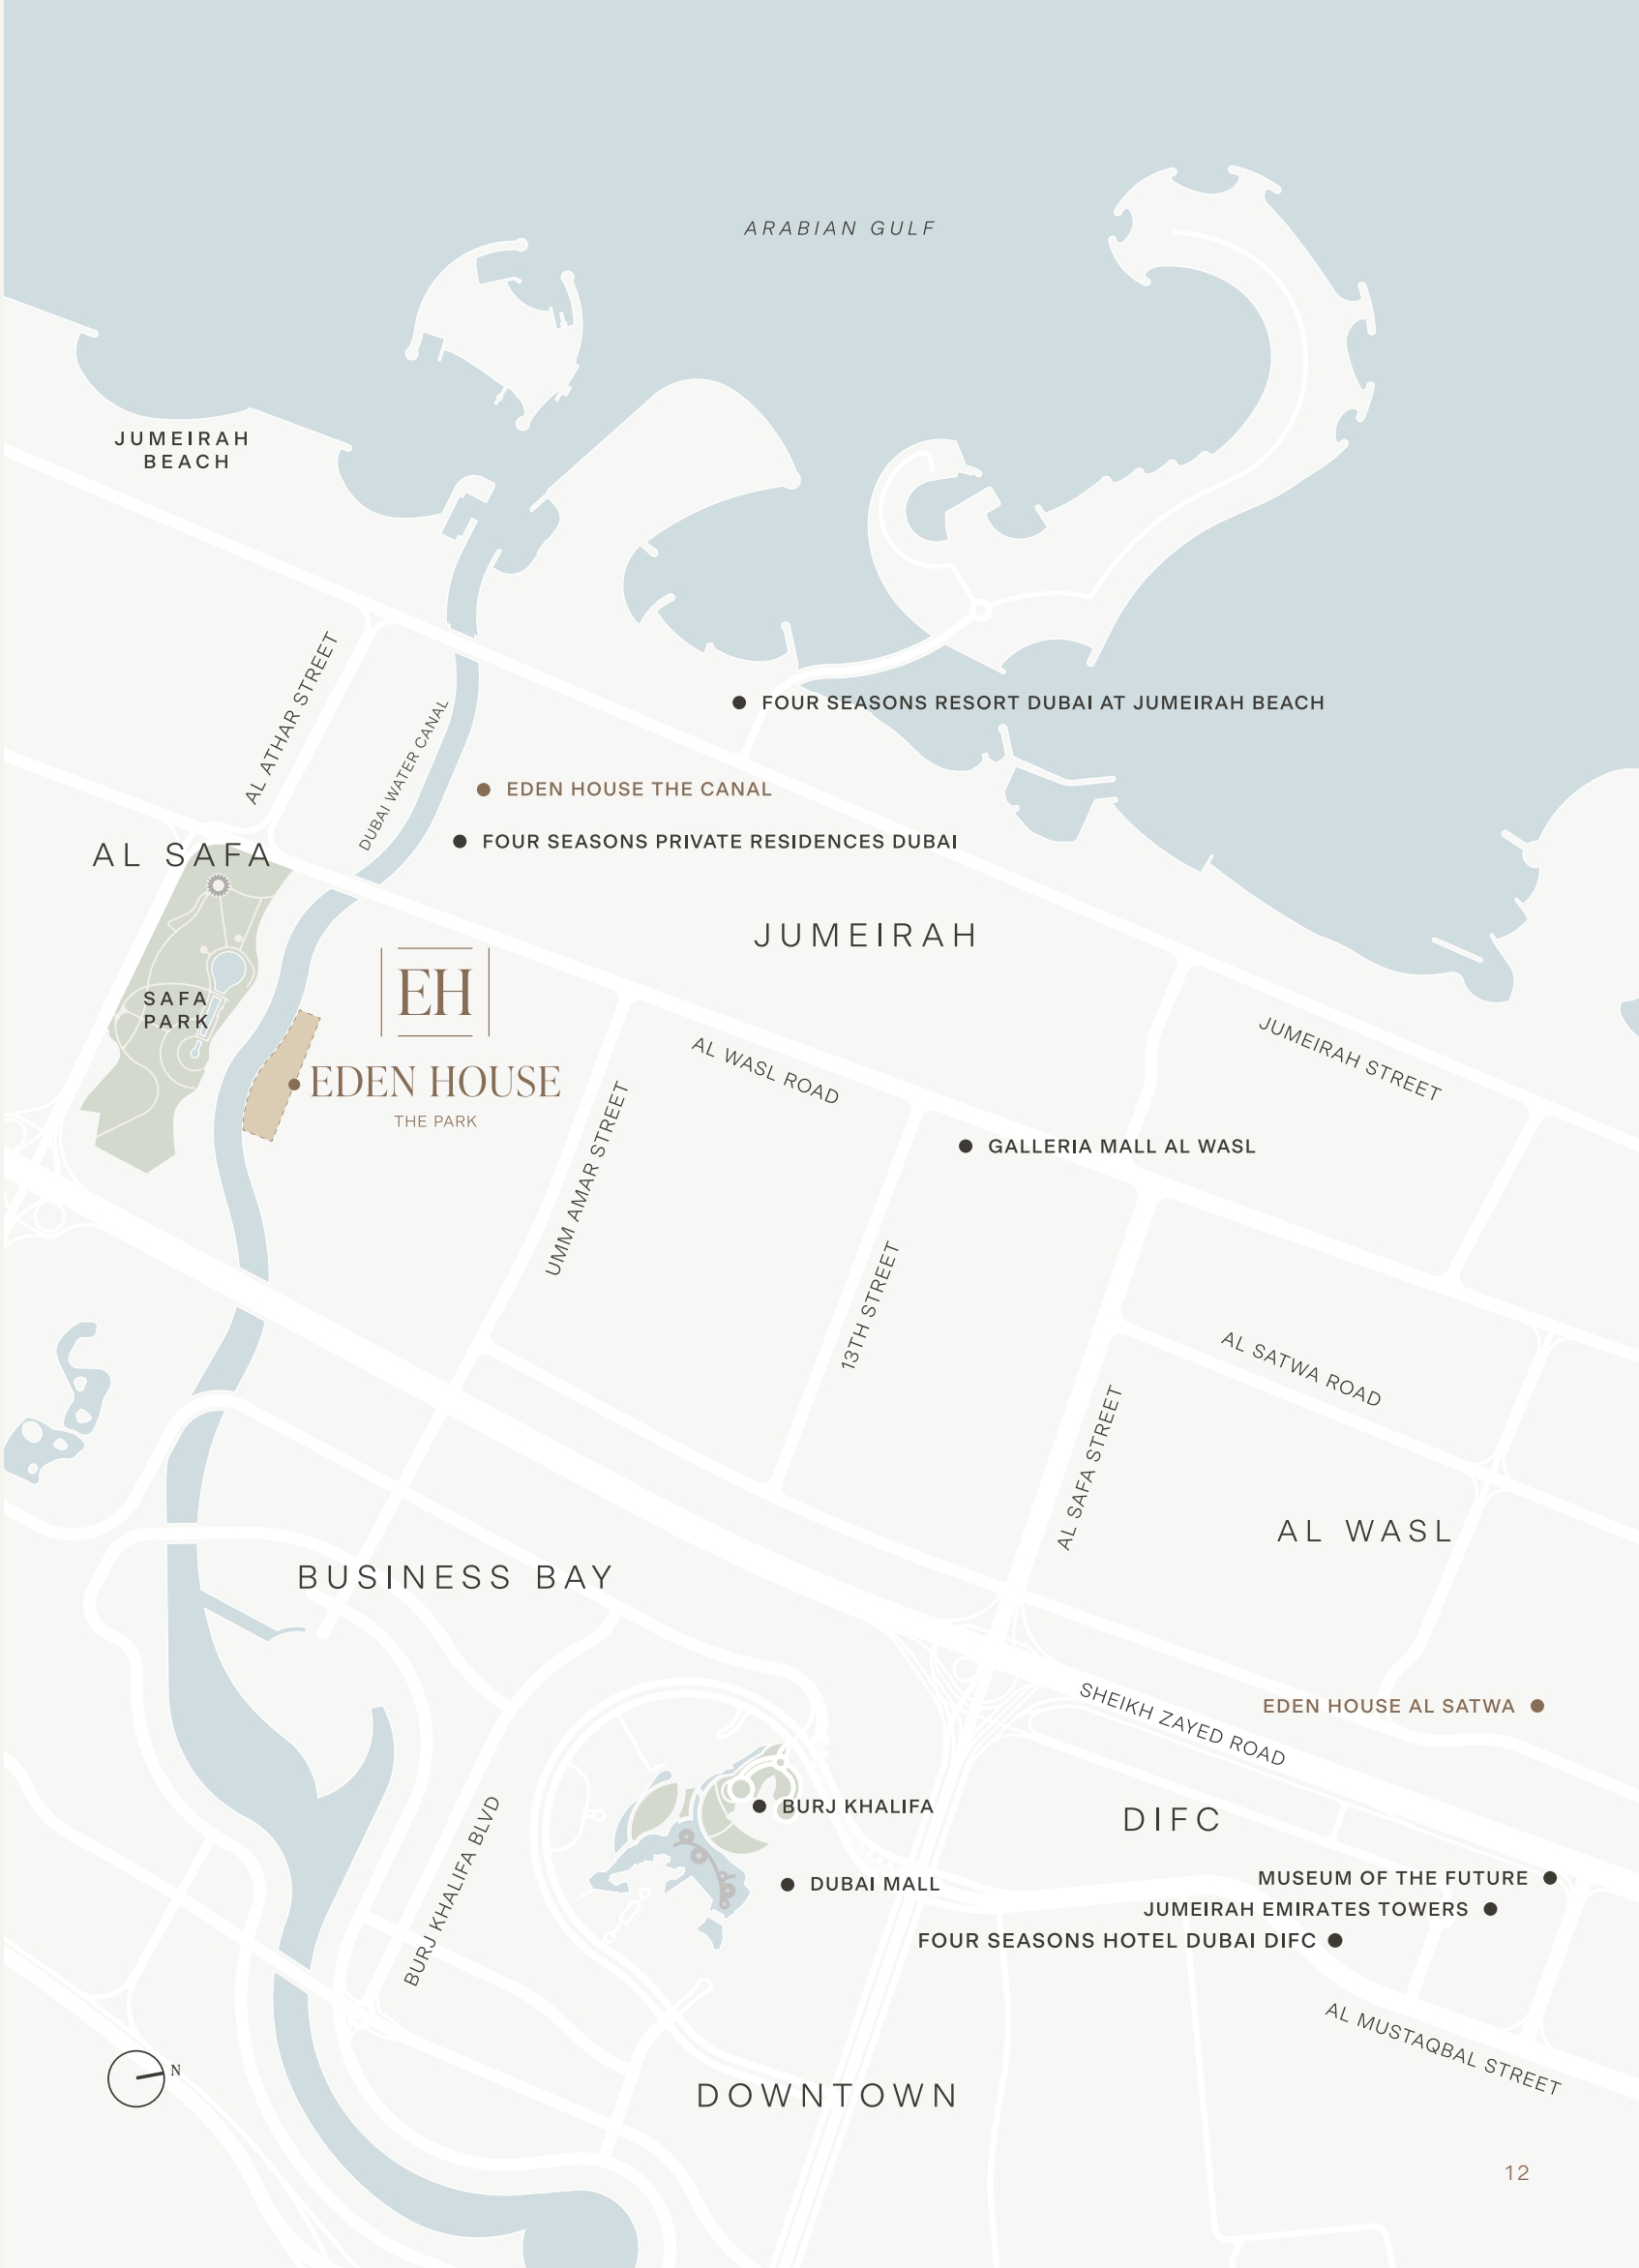 ARABIAN GULF
JUMEIRAH
BEACH
AL ATHAR STREET
DUBAI WATER CANAL
FOUR SEASONS RESORT DUBAI AT JUMEIRAH BEACH
EDEN HOUSE THE CANAL
FOUR SEASONS PRIVATE RESIDENCES DUBAI
AL SAFA
JUMEIRAH
SAFA
PARK
EH
EDEN HOUSE
THE PARK
AL WASL ROAD
JUMEIRAH STREET
UMM AMAR STREET
GALLERIA MALL AL WASL
13TH STREET
AL SATWA ROAD
AL SAFA STREET
AL WASL
BUSINESS BAY
SHEIKH ZAYED ROAD
EDEN HOUSE AL SATWA
BURJ KHALIFA
DIFC
BURJ KHALIFA BLVD
DUBAI MALL
MUSEUM OF THE FUTURE
JUMEIRAH EMIRATES TOWERS
FOUR SEASONS HOTEL DUBAI DIFC
AL MUSTAQBAL STREET
N
DOWNTOWN
12